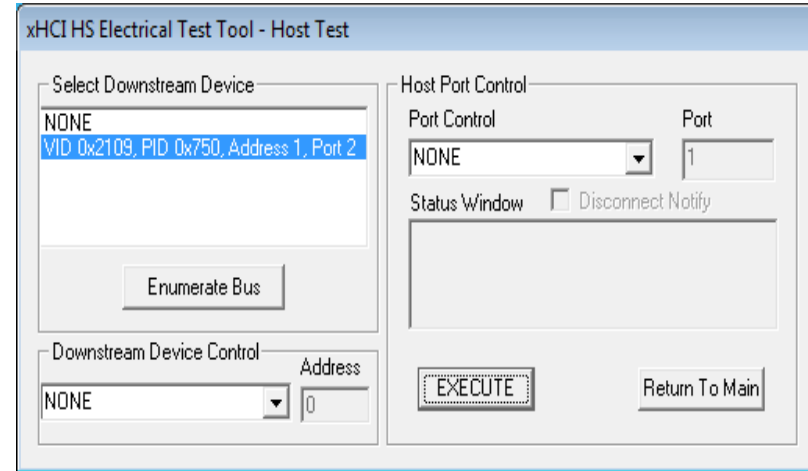 xHCI HS Electrical Test Tool - Host Test
Select Downstream Device
NONE
VID 0x2109, PID 0x750, Address 1, Port 2
Enumerate Bus
Downstream Device Control
Address
NONE
0
Host Port Control
Port Control
Port
NONE
1
Status Window
Disconnect Notify
EXECUTE
Return To Main